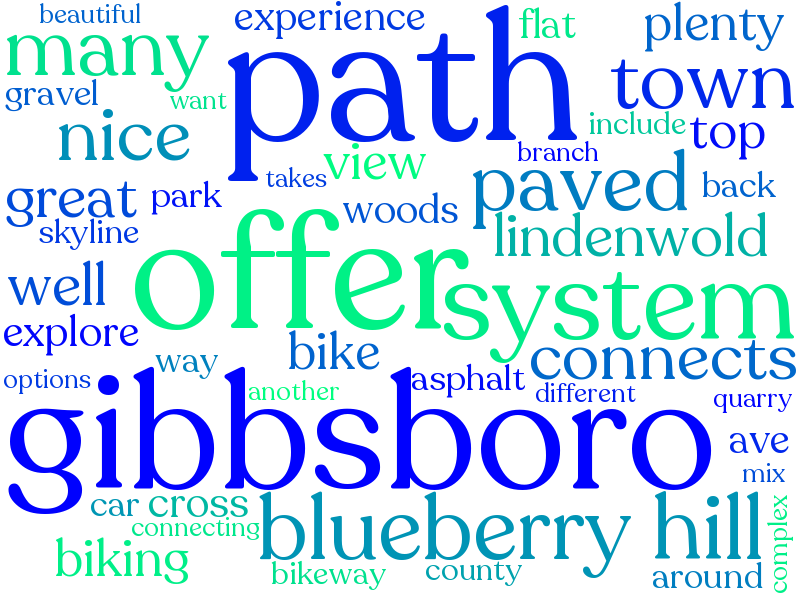 beautiful
experience
flat
plenty
many
path
town
gravel
want
include
top
nice
view
branch
great
park
takes
woods
paved
back
skyline
offer
lindenwold
well
system
explore
bike
connects
way
options
another
asphalt
different
quarry
gibbsboro
ave
mix
car
cross
blueberry
hill
complex
connecting
biking
bikeway
county
around